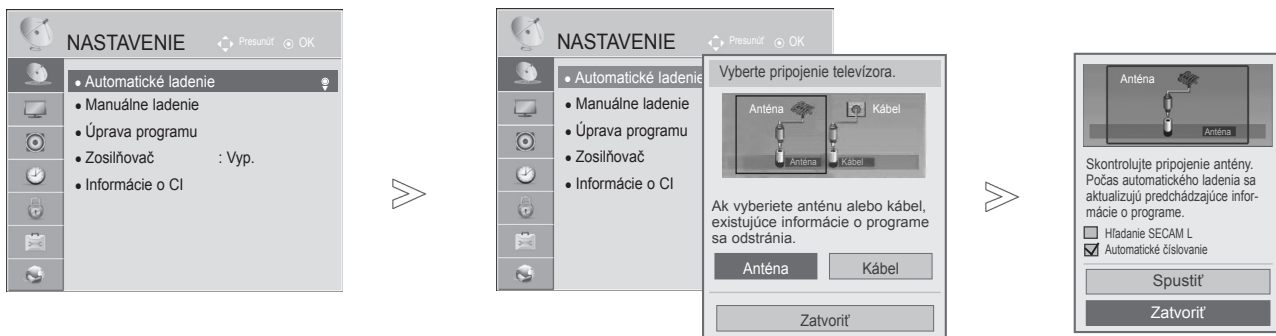 NASTAVENIE Presunúť OK
• Automatické ladenie
• Manuálne ladenie
• Úprava programu
• Zosilňovač : Vyp.
• Informácie o CI
NASTAVENIE Presunúť OK
• Automatické ladenie
• Manuálne ladenie
• Úprava programu
• Zosilňovač
• Informácie o CI
Vyberte pripojenie televízora.
Anténa Kábel
Anténa Kábel
Ak vyberiete anténu alebo kábel,
existujúce informácie o programe
sa odstránia.
Anténa Kábel
Zatvoriť
Anténa
Anténa
Skontrolujte pripojenie antény.
Počas automatického ladenia sa
aktualizujú predchádzajúce infor-
mácie o programe.
Hľadanie SECAM L
Automatické číslovanie
Spustiť
Zatvoriť